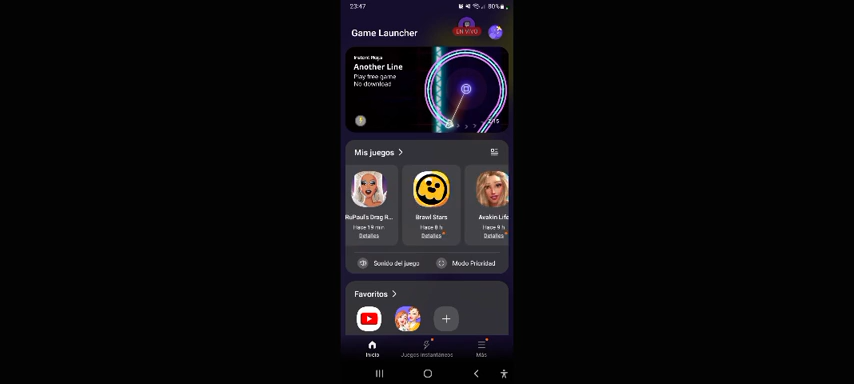 23:47
80%
EN VIVO
Game Launcher
Instant Plays
Another Line
Play free game
No download
Mis juegos
RuPaul's Drag R...
Hace 19 min
Detalles
Brawl Stars
Hace 8 h
Detalles
Avakin Life
Hace 9 h
Detalles
Sonido del juego
Modo Prioridad
Favoritos
Inicio
Juegos instantáneos
Más